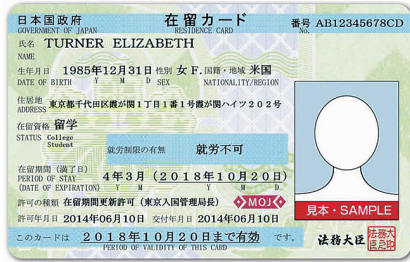 日本国政府 在留カード 番号 AB12345678CD
GOVERNMENT OF JAPAN RESIDENCE CARD No.
氏名 TURNER ELIZABETH
NAME
生年月日 1985年12月31日 性別 女 F. 国籍・地域 米国
DATE OF BIRTH Y M D SEX NATIONALITY/REGION
住居地 東京都千代田区霞が関1丁目1番1号霞が関ハイツ202号
ADDRESS
在留資格 留学
STATUS College Student
就労制限の有無 就労不可
在留期間(満了日) 4年3月(2018年10月20日)
PERIOD OF STAY (DATE OF EXPIRATION) Y M Y M D
許可の種類 在留期間更新許可(東京入国管理局長) MOJ
許可年月日 2014年06月10日 交付年月日 2014年06月10日
見本・SAMPLE
このカードは 2018年10月20日まで有効 です。
PERIOD OF VALIDITY OF THIS CARD
法務大臣